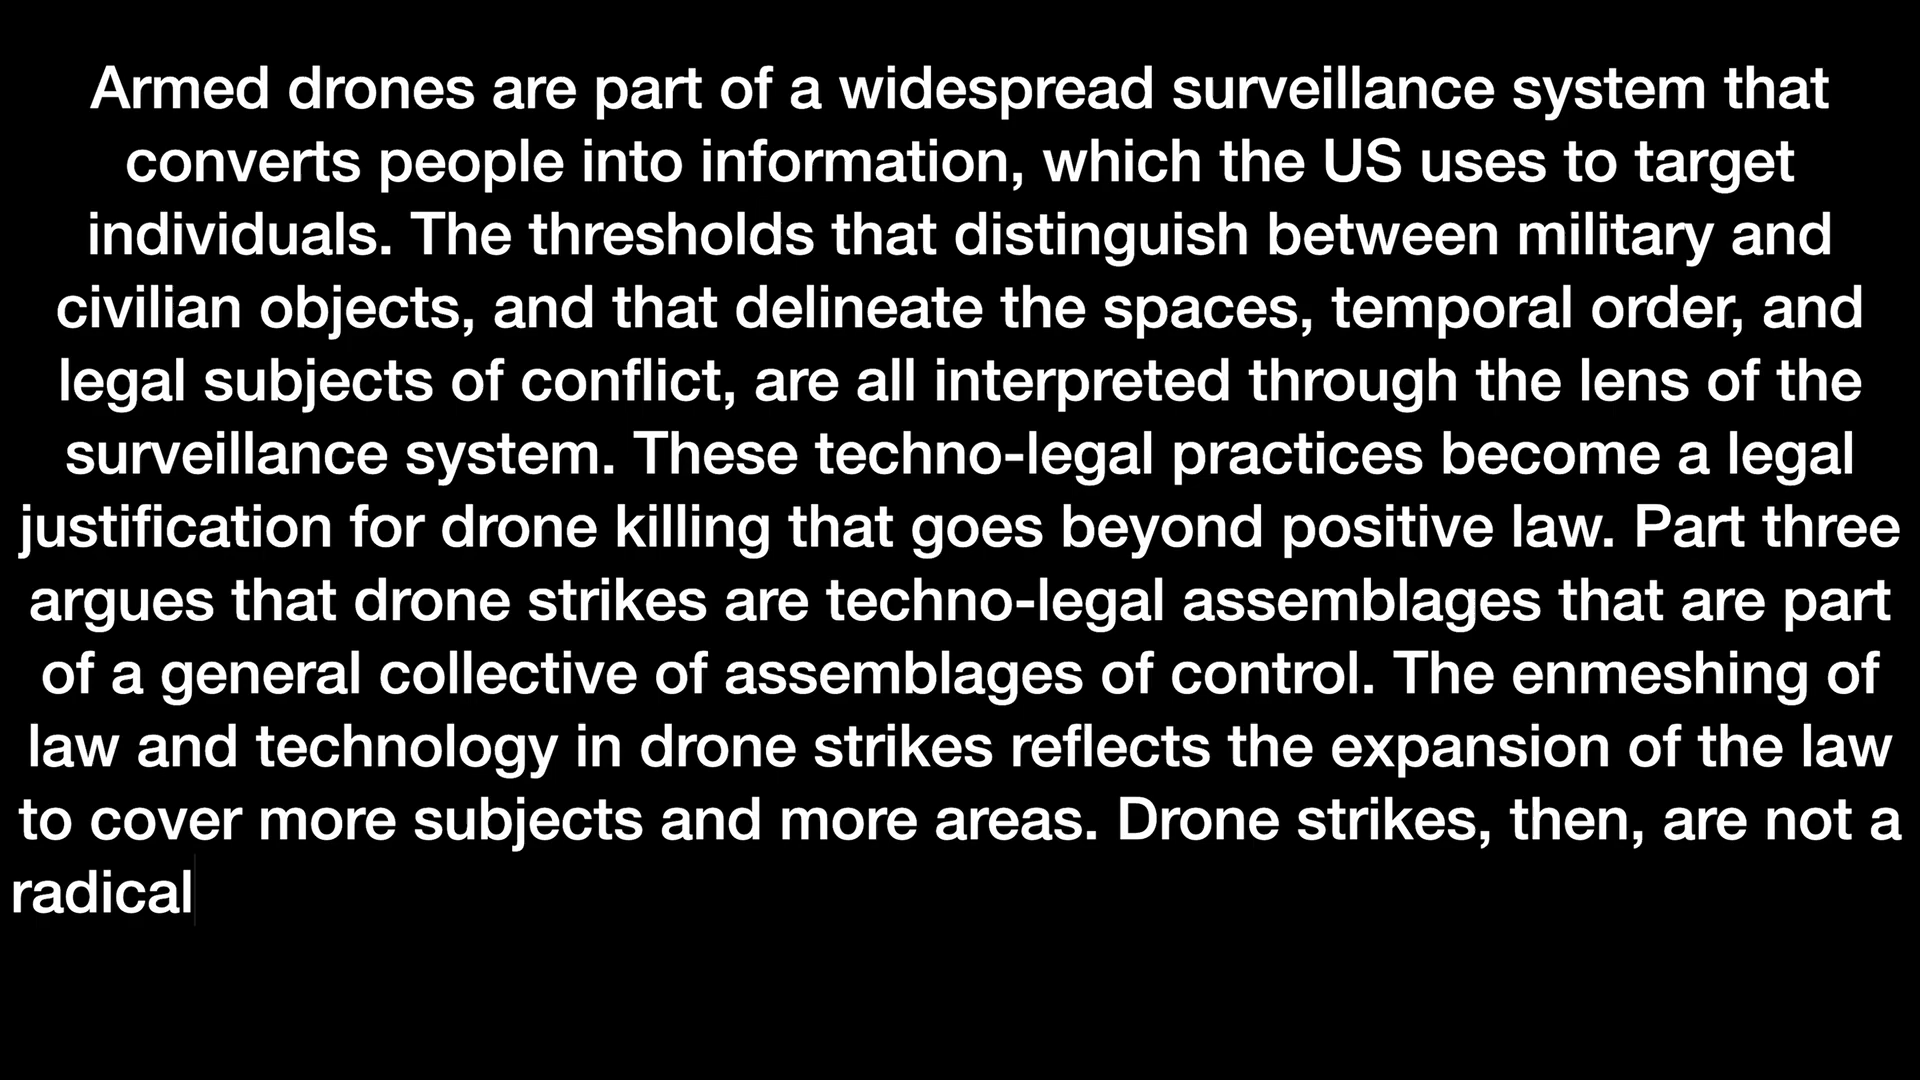 Armed drones are part of a widespread surveillance system that
converts people into information, which the US uses to target
individuals. The thresholds that distinguish between military and
civilian objects, and that delineate the spaces, temporal order, and
legal subjects of conflict, are all interpreted through the lens of the
surveillance system. These techno-legal practices become a legal
justification for drone killing that goes beyond positive law. Part three
argues that drone strikes are techno-legal assemblages that are part
of a general collective of assemblages of control. The enmeshing of
law and technology in drone strikes reflects the expansion of the law
to cover more subjects and more areas. Drone strikes, then, are not a
radical